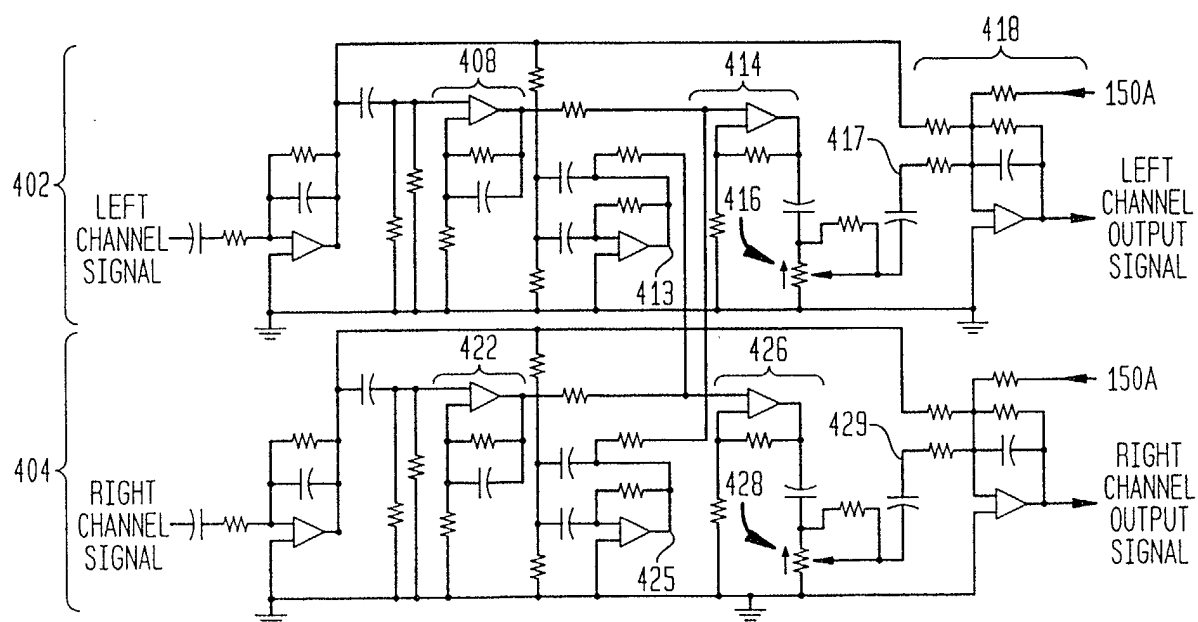 418
408
414
150A
417
402
LEFT
CHANNEL
SIGNAL
416
LEFT
CHANNEL
OUTPUT
SIGNAL
413
422
426
150A
429
404
RIGHT
CHANNEL
SIGNAL
428
RIGHT
CHANNEL
OUTPUT
SIGNAL
425